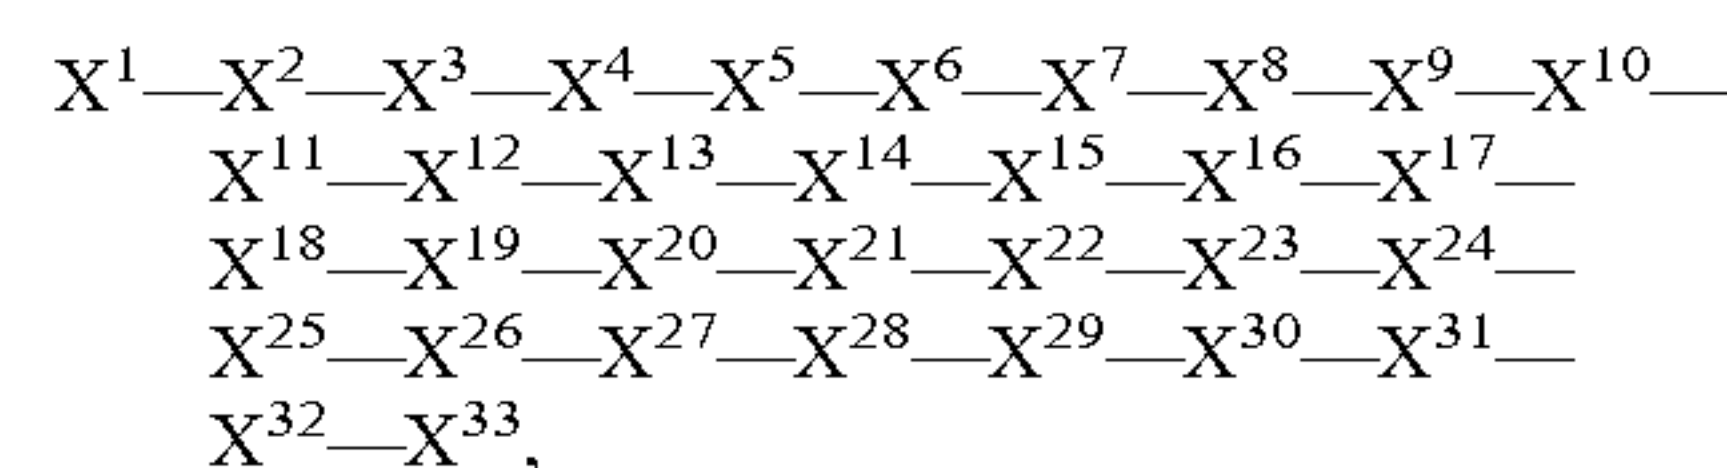 X¹—X²—X³—X⁴—X⁵—X⁶—X⁷—X⁸—X⁹—X¹⁰—
X¹¹—X¹²—X¹³—X¹⁴—X¹⁵—X¹⁶—X¹⁷—
X¹⁸—X¹⁹—X²⁰—X²¹—X²²—X²³—X²⁴—
X²⁵—X²⁶—X²⁷—X²⁸—X²⁹—X³⁰—X³¹—
X³²—X³³,